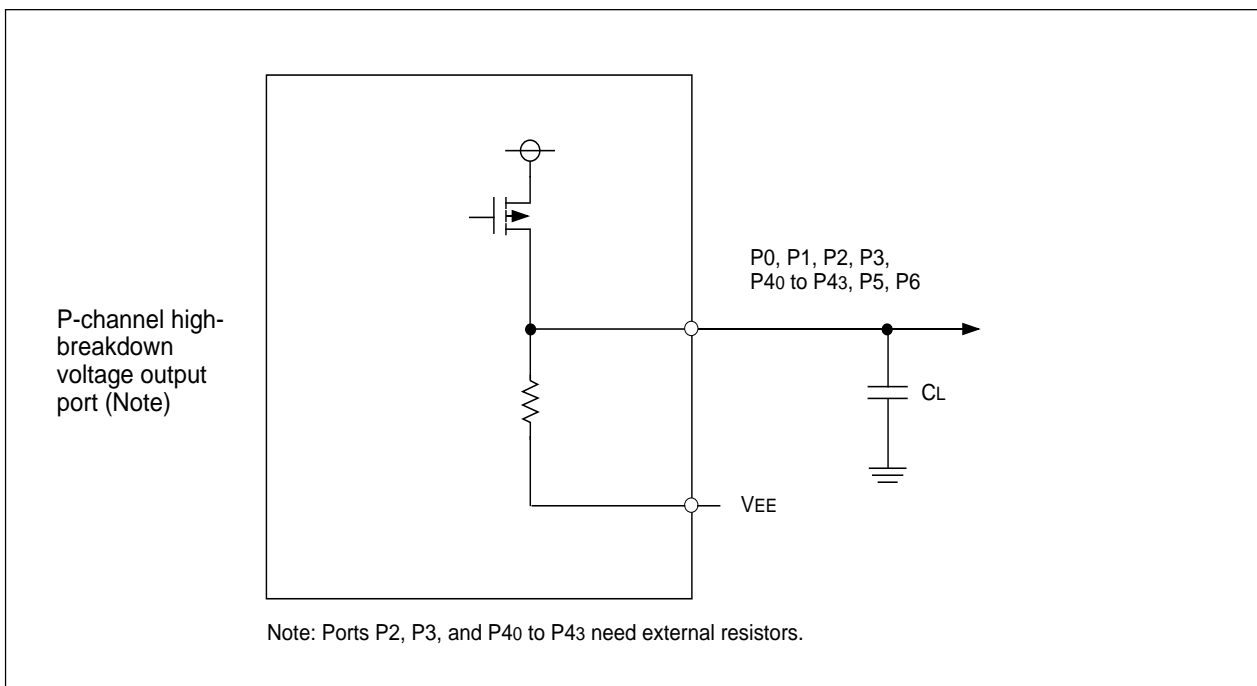 P0, P1, P2, P3,
P40 to P43, P5, P6
P-channel high-
breakdown
voltage output
port (Note)
CL
VEE
Note: Ports P2, P3, and P40 to P43 need external resistors.